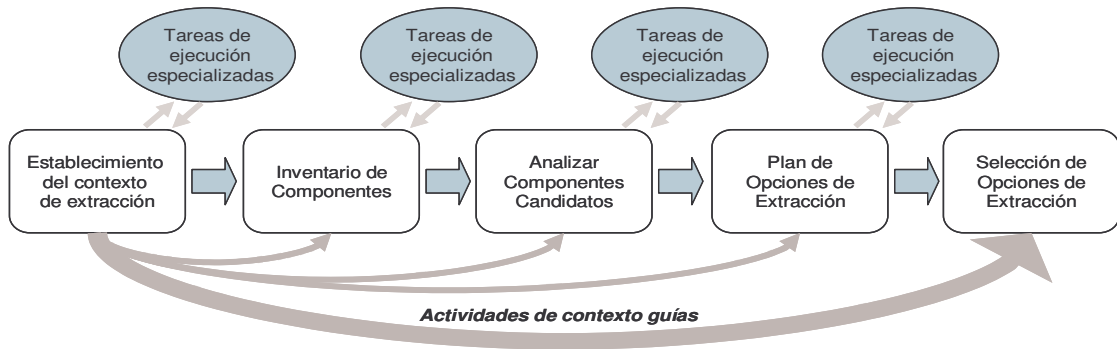 Tareas de
ejecución
especializadas
Tareas de
ejecución
especializadas
Tareas de
ejecución
especializadas
Tareas de
ejecución
especializadas
Establecimiento
del contexto
de extracción
Inventario de
Componentes
Analizar
Componentes
Candidatos
Plan de
Opciones de
Extracción
Selección de
Opciones de
Extracción
Actividades de contexto guías